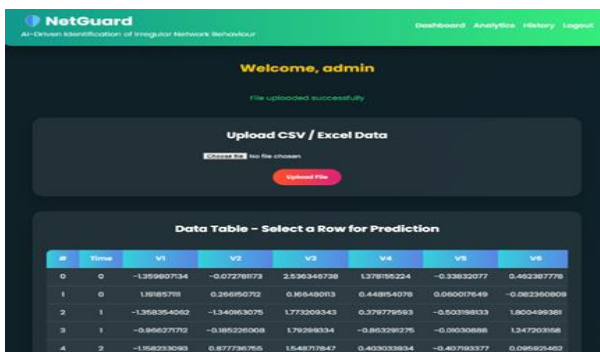 NetGuard
AI-Driven Identification of Irregular Network Behaviour
Dashboard Analytics History Logout
Welcome, admin
File uploaded successfully
Upload CSV / Excel Data
Choose file No file chosen
Upload File
Data Table – Select a Row for Prediction
# Time V1 V2 V3 V4 V5 V6
0 0 -1.359807134 -0.072781173 2.536346738 1.378155224 -0.33832077 0.462387778
1 0 1.191857111 0.266150712 0.166480113 0.448154078 0.060017649 -0.082360809
2 1 -1.358354062 -1.340163075 1.773209343 0.379779593 -0.503198133 1.800499381
3 1 -0.966271712 -0.185226008 1.79299334 -0.863291275 -0.01030888 1.247203168
4 2 -1.158233093 0.877736755 1.548717847 0.403033934 -0.407193377 0.095921462